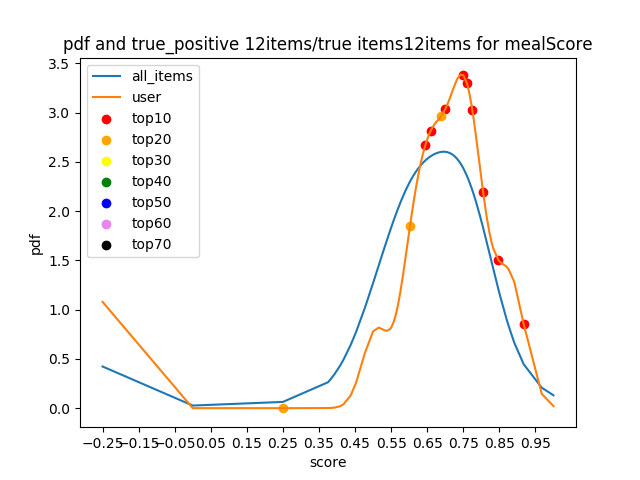 pdf and true_positive 12items/true items12items for mealScore
all_items
user
top10
top20
top30
top40
top50
top60
top70
pdf
3.5
3.0
2.5
2.0
1.5
1.0
0.5
0.0
−0.25 −0.15 −0.05 0.05 0.15 0.25 0.35 0.45 0.55 0.65 0.75 0.85 0.95
score